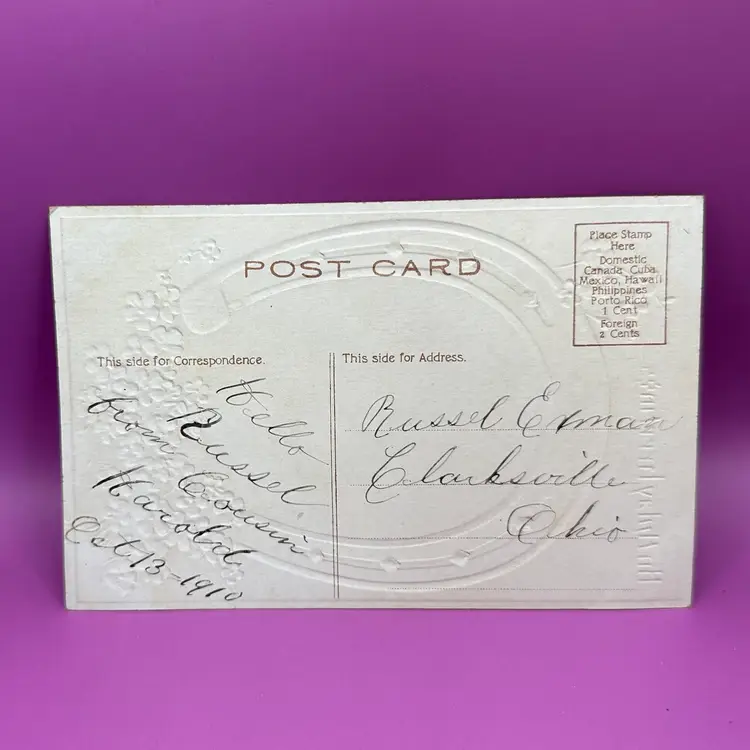 POST CARD
Place Stamp
Here
Domestic
Canada, Cuba
Mexico, Hawaii
Philippines
Porto Rico
1 Cent
Foreign
2 Cents
This side for Correspondence.
Hello
Russel
from Cousin
Harold
Oct. 13-1910
This side for Address.
Russel Exman
Clarksville
Ohio